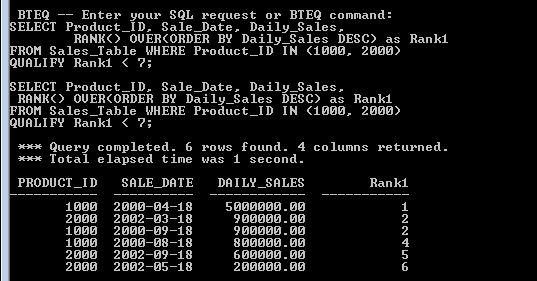 BTEQ -- Enter your SQL request or BTEQ command:
SELECT Product_ID, Sale_Date, Daily_Sales,
RANK() OVER(ORDER BY Daily_Sales DESC) as Rank1
FROM Sales_Table WHERE Product_ID IN (1000, 2000)
QUALIFY Rank1 < 7;
SELECT Product_ID, Sale_Date, Daily_Sales,
RANK() OVER(ORDER BY Daily_Sales DESC) as Rank1
FROM Sales_Table WHERE Product_ID IN (1000, 2000)
QUALIFY Rank1 < 7;
*** Query completed. 6 rows found. 4 columns returned.
*** Total elapsed time was 1 second.
PRODUCT_ID SALE_DATE DAILY_SALES Rank1
----------- ---------- ------------ -----------
1000 2000-04-18 5000000.00 1
2000 2002-03-18 900000.00 2
1000 2000-09-18 900000.00 2
1000 2000-08-18 800000.00 4
2000 2002-09-18 600000.00 5
2000 2002-05-18 200000.00 6